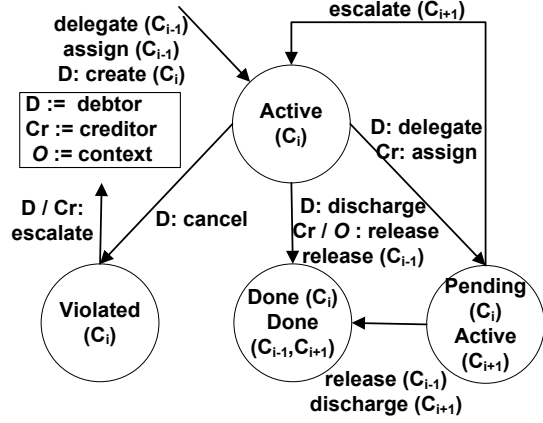 delegate (Ci-1)
assign (Ci-1)
D: create (Ci)
escalate (Ci+1)
D := debtor
Cr := creditor
O := context
Active
(Ci)
D: delegate
Cr: assign
D / Cr:
escalate
D: cancel
D: discharge
Cr / O : release
release (Ci-1)
Violated
(Ci)
Done (Ci)
Done
(Ci-1,Ci+1)
Pending
(Ci)
Active
(Ci+1)
release (Ci-1)
discharge (Ci+1)